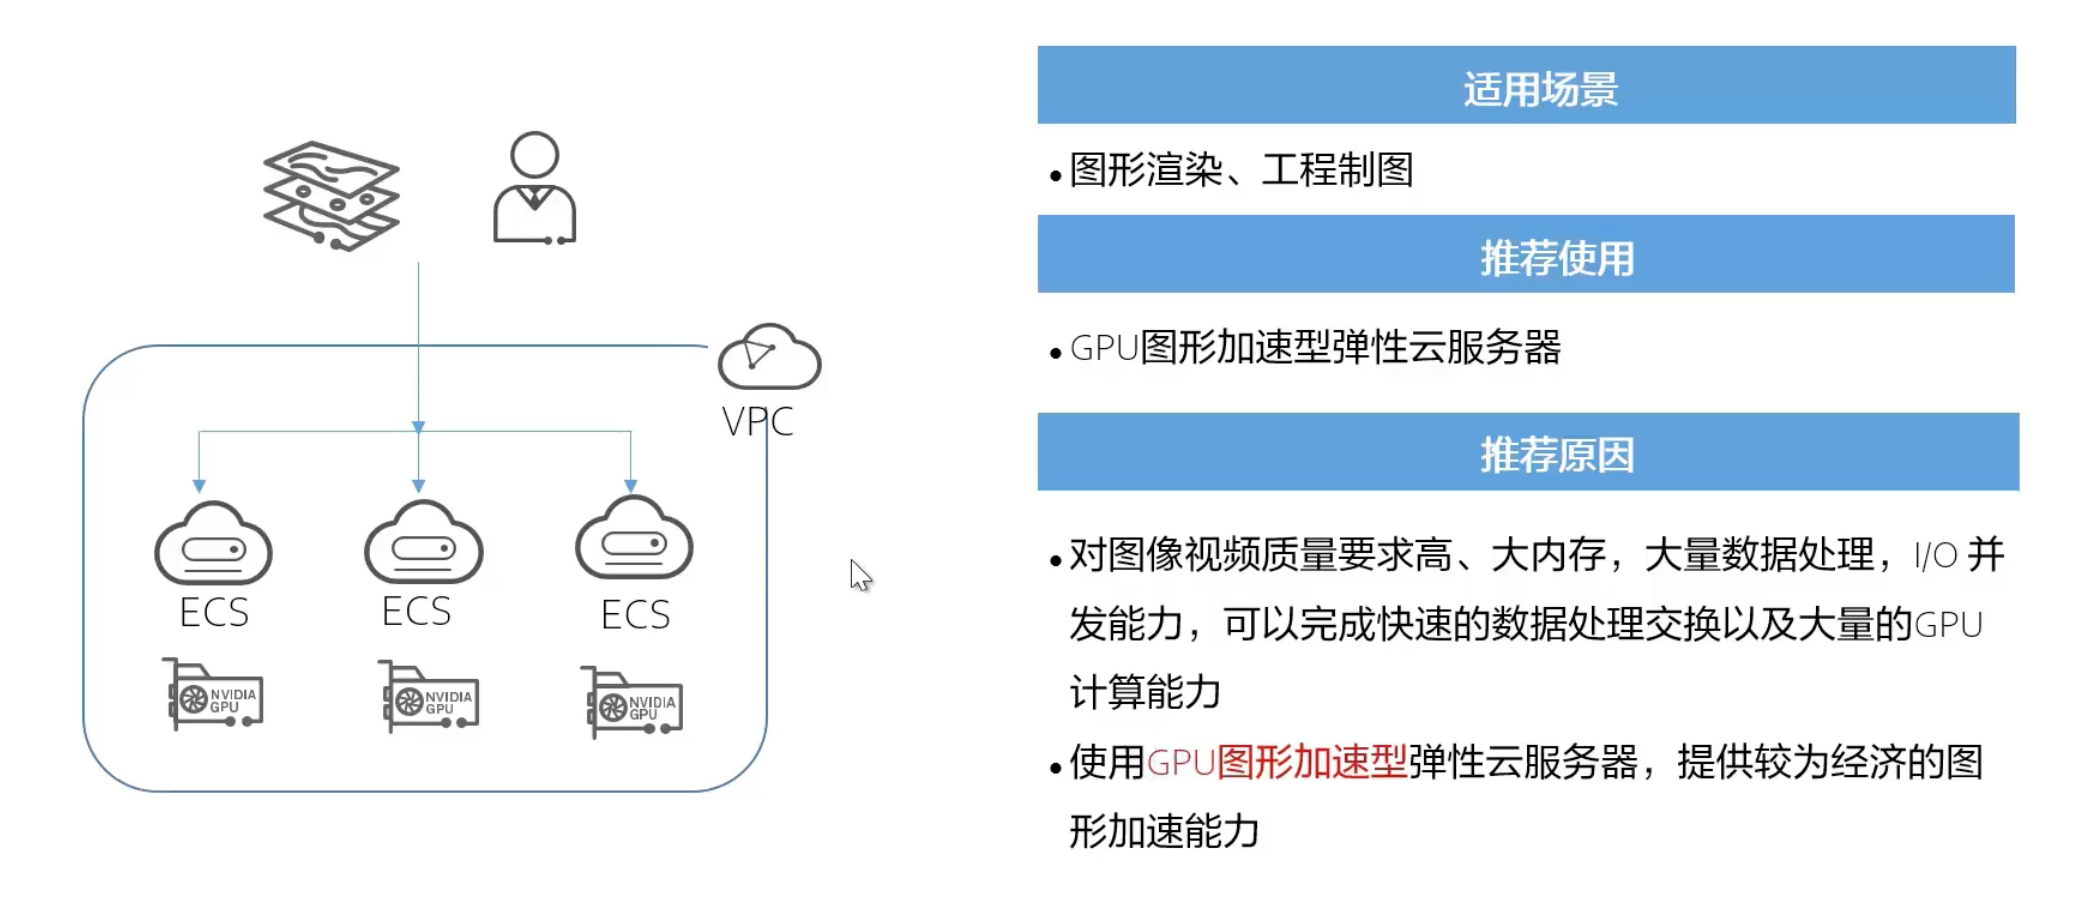 VPC
ECS
ECS
ECS
NVIDIA
GPU
NVIDIA
GPU
NVIDIA
GPU
适用场景
•图形渲染、工程制图
推荐使用
•GPU图形加速型弹性云服务器
推荐原因
•对图像视频质量要求高、大内存，大量数据处理，I/O 并
发能力，可以完成快速的数据处理交换以及大量的GPU
计算能力
•使用GPU图形加速型弹性云服务器，提供较为经济的图
形加速能力